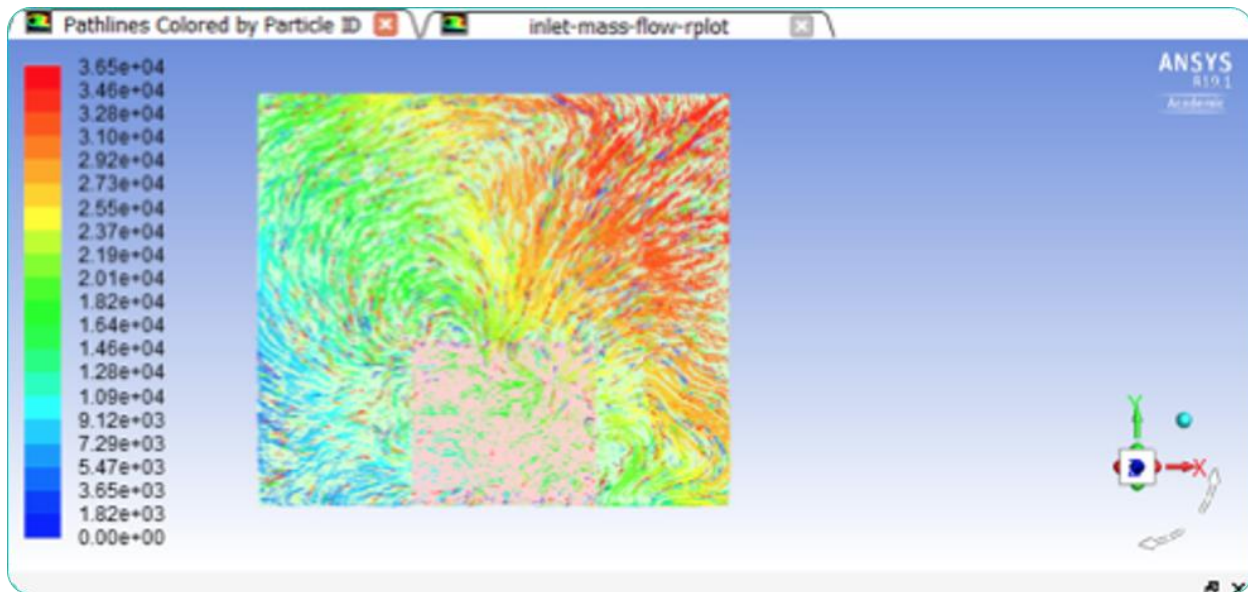 Pathlines Colored by Particle ID
inlet-mass-flow-rplot
ANSYS
R19.1
Academic
3.65e+04
3.46e+04
3.28e+04
3.10e+04
2.92e+04
2.73e+04
2.55e+04
2.37e+04
2.19e+04
2.01e+04
1.82e+04
1.64e+04
1.46e+04
1.28e+04
1.09e+04
9.12e+03
7.29e+03
5.47e+03
3.65e+03
1.82e+03
0.00e+00
Y
X